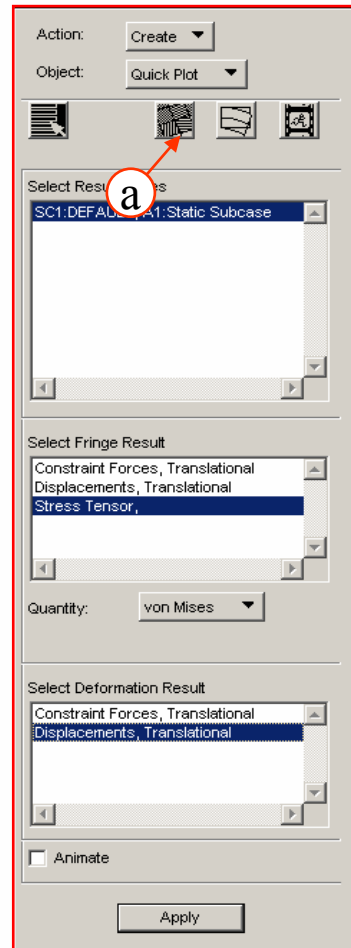 Action: Create
Object: Quick Plot
a
Select Resu es
SC1:DEFAUL A1:Static Subcase
Select Fringe Result
Constraint Forces, Translational
Displacements, Translational
Stress Tensor,
Quantity: von Mises
Select Deformation Result
Constraint Forces, Translational
Displacements, Translational
Animate
Apply